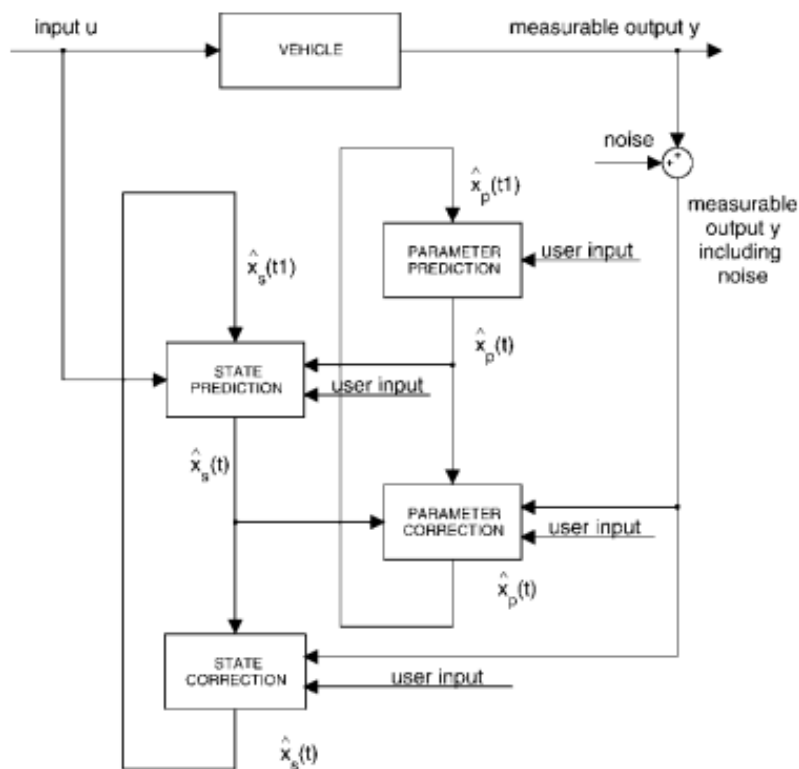 input u
VEHICLE
measurable output y
noise
+
+
measurable
output y
including
noise
x̂ₚ(t1)
PARAMETER
PREDICTION
user input
x̂ₛ(t1)
x̂ₚ(t)
STATE
PREDICTION
user input
x̂ₛ(t)
PARAMETER
CORRECTION
user input
x̂ₚ(t)
STATE
CORRECTION
user input
x̂ₛ(t)